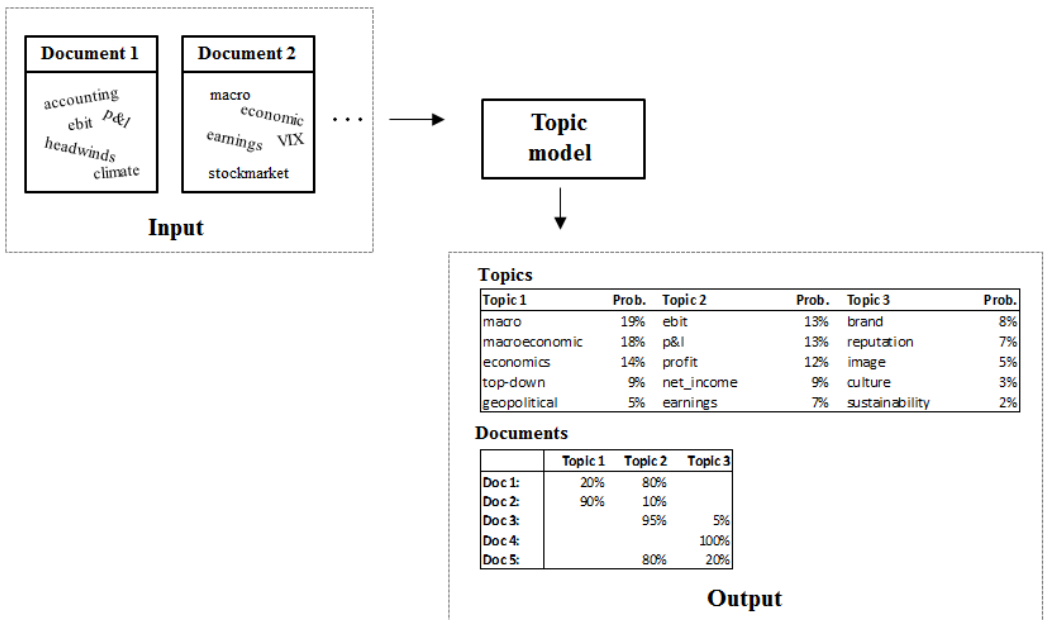 Document 1
accounting
ebit p&l
headwinds
climate
Document 2
macro
economic
earnings VIX
stockmarket
...
Input
Topic
model
Topics
Topic 1 Prob. Topic 2 Prob. Topic 3 Prob.
macro 19% ebit 13% brand 8%
macroeconomic 18% p&l 13% reputation 7%
economics 14% profit 12% image 5%
top-down 9% net_income 9% culture 3%
geopolitical 5% earnings 7% sustainability 2%
Documents
Topic 1 Topic 2 Topic 3
Doc 1: 20% 80%
Doc 2: 90% 10%
Doc 3: 95% 5%
Doc 4: 100%
Doc 5: 80% 20%
Output